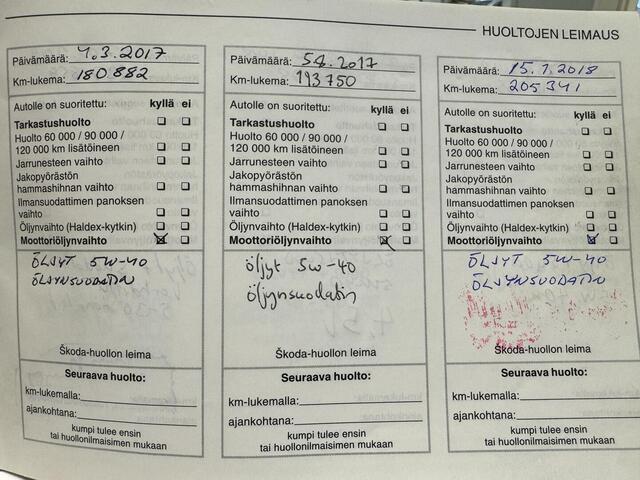 HUOLTOJEN LEIMAUS
Päivämäärä: 4.3.2017
Km-lukema: 180882
Autolle on suoritettu: kyllä ei
Tarkastushuolto
Huolto 60 000 / 90 000 /
120 000 km lisätöineen
Jarrunesteen vaihto
Jakopyörästön
hammashihnan vaihto
Ilmansuodattimen panoksen
vaihto
Öljynvaihto (Haldex-kytkin)
Moottoriöljynvaihto
ÖLJYT 5W-40
ÖLJYNSUODATIN
Škoda-huollon leima
Seuraava huolto:
km-lukemalla:
ajankohtana:
kumpi tulee ensin
tai huollonilmaisimen mukaan
Päivämäärä: 5.8.2017
Km-lukema: 193750
Autolle on suoritettu: kyllä ei
Tarkastushuolto
Huolto 60 000 / 90 000 /
120 000 km lisätöineen
Jarrunesteen vaihto
Jakopyörästön
hammashihnan vaihto
Ilmansuodattimen panoksen
vaihto
Öljynvaihto (Haldex-kytkin)
Moottoriöljynvaihto
öljyt 5w-40
öljynsuodatin
Škoda-huollon leima
Seuraava huolto:
km-lukemalla:
ajankohtana:
kumpi tulee ensin
tai huollonilmaisimen mukaan
Päivämäärä: 15.1.2018
Km-lukema: 205341
Autolle on suoritettu: kyllä ei
Tarkastushuolto
Huolto 60 000 / 90 000 /
120 000 km lisätöineen
Jarrunesteen vaihto
Jakopyörästön
hammashihnan vaihto
Ilmansuodattimen panoksen
vaihto
Öljynvaihto (Haldex-kytkin)
Moottoriöljynvaihto
ÖLJYT 5W-40
ÖLJYNSUODATIN
Škoda-huollon leima
Seuraava huolto:
km-lukemalla:
ajankohtana:
kumpi tulee ensin
tai huollonilmaisimen mukaan